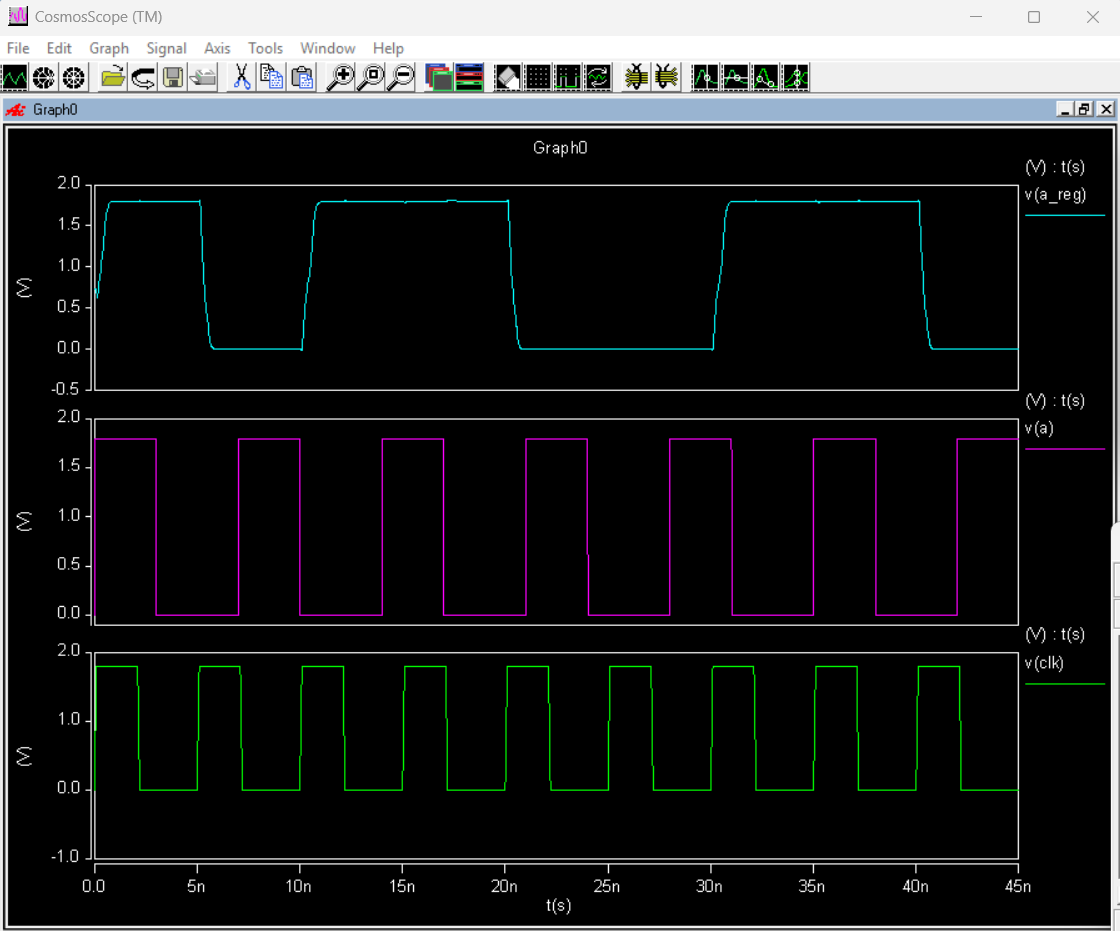 CosmosScope (TM)
File Edit Graph Signal Axis Tools Window Help
Graph0
Graph0
(V) : t(s)
v(a_reg)
2.0
1.5
1.0
0.5
0.0
-0.5
(V)
(V) : t(s)
v(a)
2.0
1.5
1.0
0.5
0.0
(V)
(V) : t(s)
v(clk)
2.0
1.0
0.0
-1.0
(V)
0.0 5n 10n 15n 20n 25n 30n 35n 40n 45n
t(s)